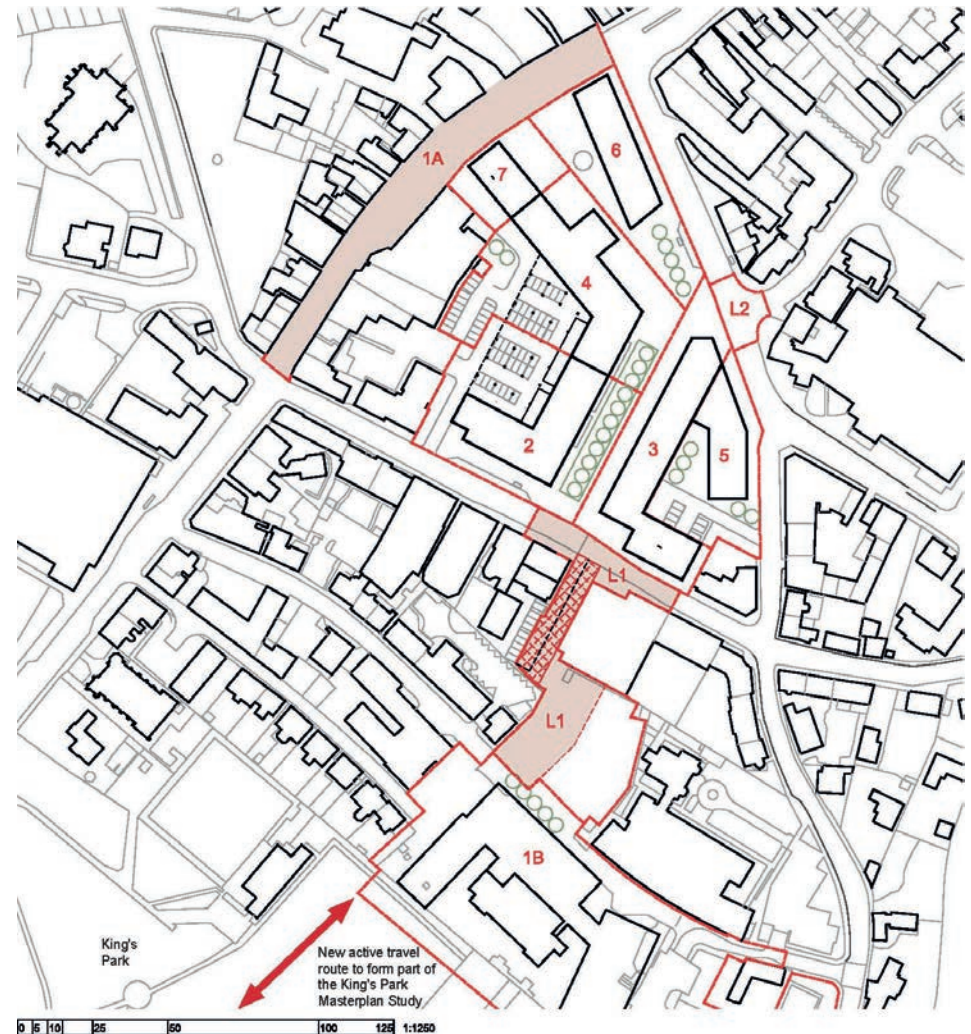 1A
6
7
4
L2
2
3
5
L1
L1
1B
King's
Park
New active travel
route to form part of
the King's Park
Masterplan Study
0 5 10 25 50 100 125 1:1250